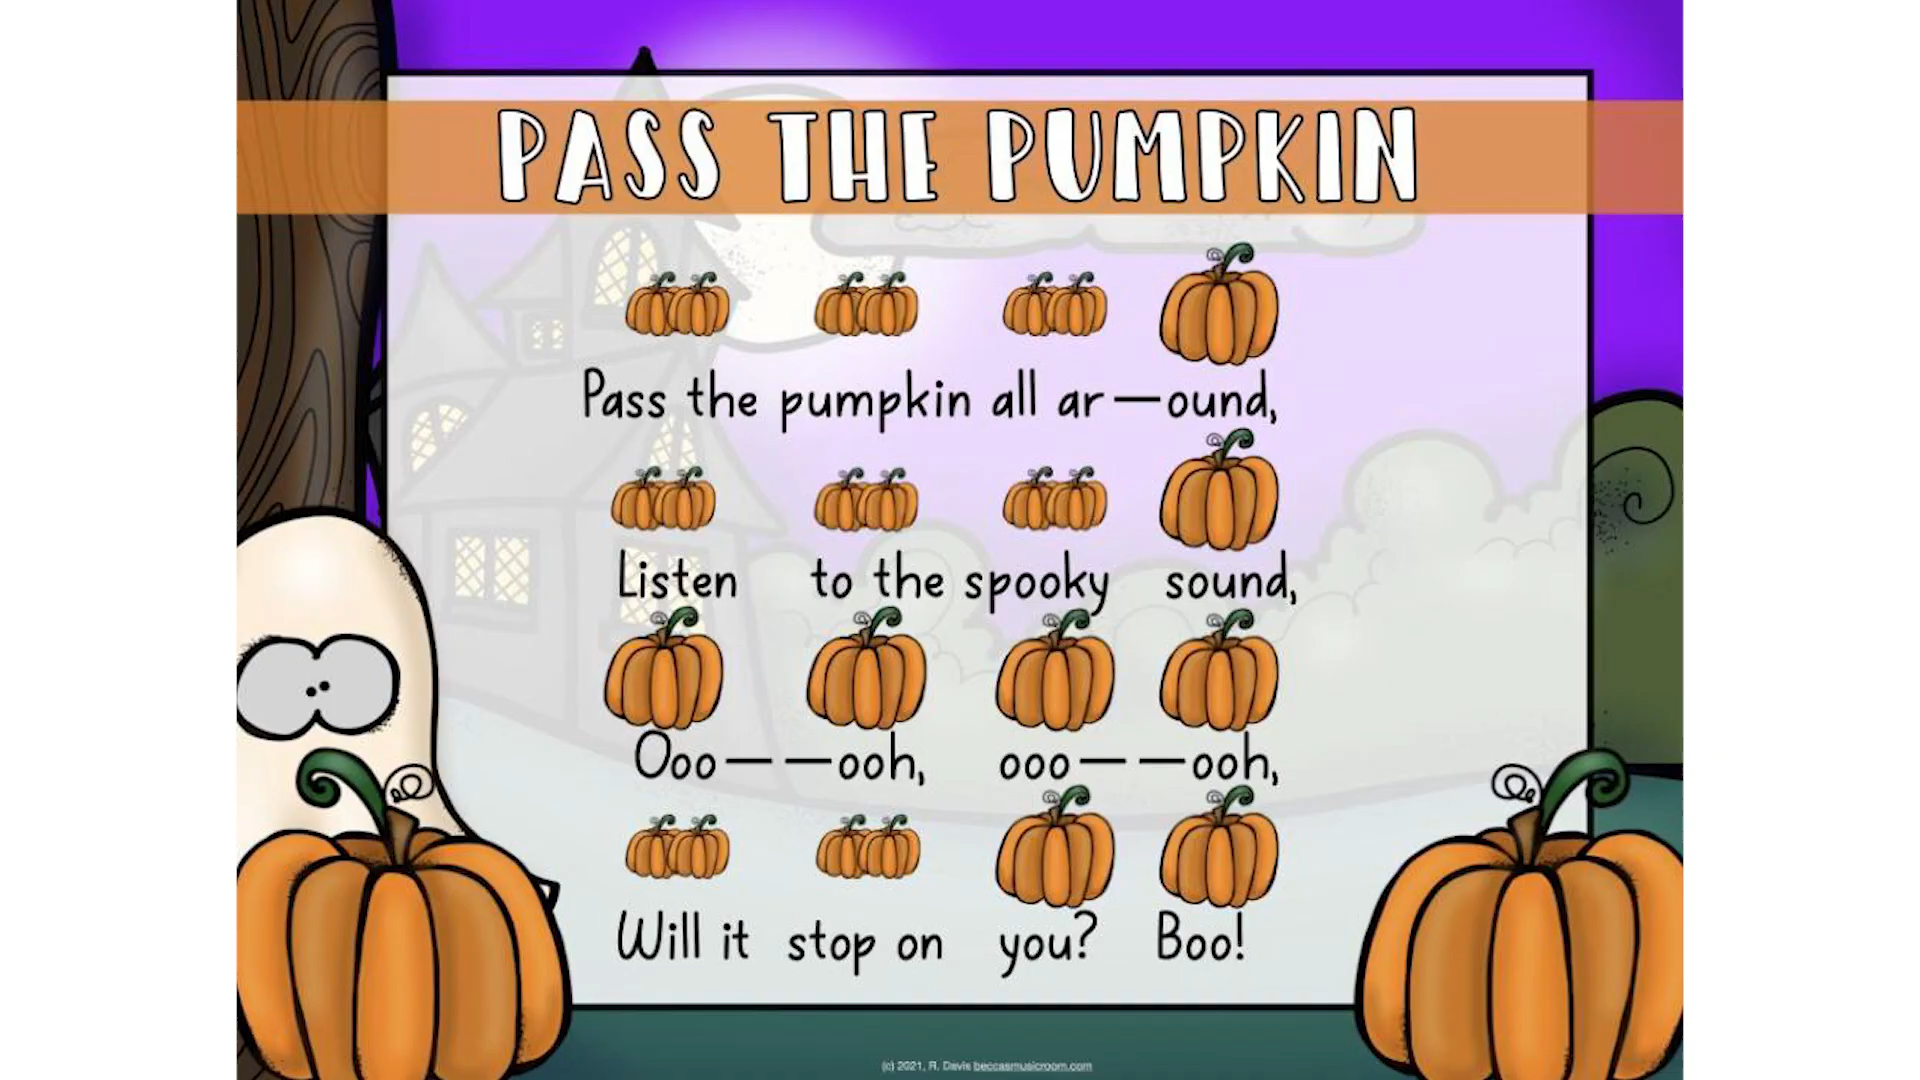 PASS THE PUMPKIN
Pass the pumpkin all ar—ound,
Listen to the spooky sound,
Ooo——ooh, ooo——ooh,
Will it stop on you? Boo!
(c) 2021, R. Davis beccasmusicroom.com